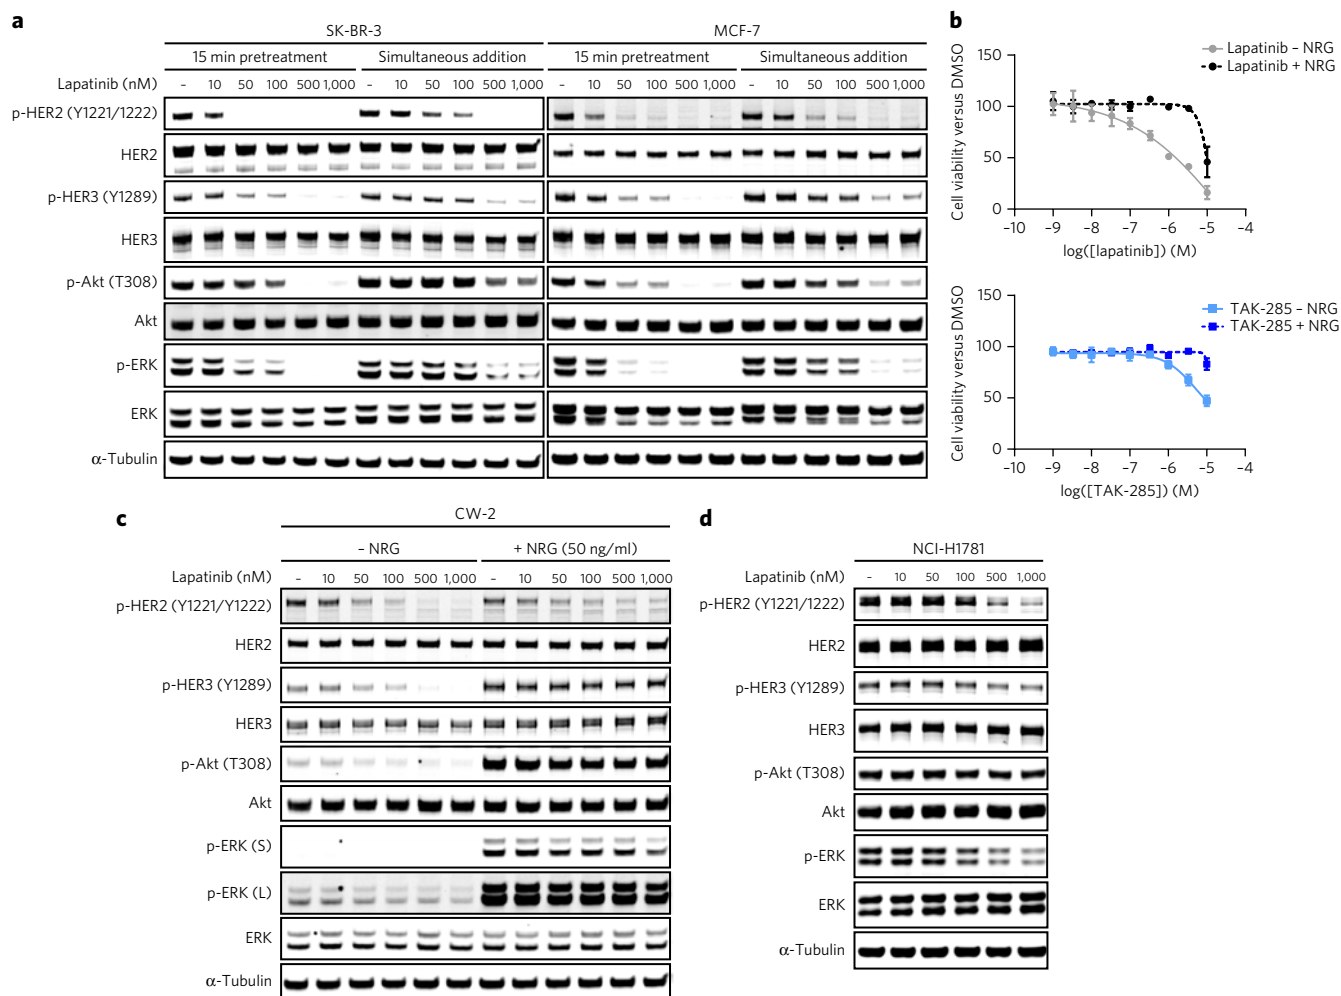 a
SK-BR-3
MCF-7
15 min pretreatment
Simultaneous addition
15 min pretreatment
Simultaneous addition
Lapatinib (nM)
– 10 50 100 500 1,000 – 10 50 100 500 1,000 – 10 50 100 500 1,000 – 10 50 100 500 1,000
p-HER2 (Y1221/1222)
HER2
p-HER3 (Y1289)
HER3
p-Akt (T308)
Akt
p-ERK
ERK
α-Tubulin
b
150
100
50
0
Cell viability versus DMSO
Lapatinib – NRG
Lapatinib + NRG
–10 –9 –8 –7 –6 –5 –4
log([lapatinib]) (M)
150
100
50
0
Cell viability versus DMSO
TAK-285 – NRG
TAK-285 + NRG
–10 –9 –8 –7 –6 –5 –4
log([TAK-285]) (M)
c
CW-2
– NRG
+ NRG (50 ng/ml)
Lapatinib (nM)
– 10 50 100 500 1,000 – 10 50 100 500 1,000
p-HER2 (Y1221/Y1222)
HER2
p-HER3 (Y1289)
HER3
p-Akt (T308)
Akt
p-ERK (S)
p-ERK (L)
ERK
α-Tubulin
d
NCI-H1781
Lapatinib (nM)
– 10 50 100 500 1,000
p-HER2 (Y1221/1222)
HER2
p-HER3 (Y1289)
HER3
p-Akt (T308)
Akt
p-ERK
ERK
α-Tubulin